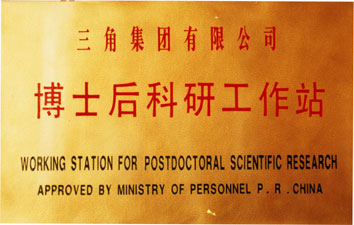 三角集团有限公司
博士后科研工作站
WORKING STATION FOR POSTDOCTORAL SCIENTIFIC RESEARCH
APPROVED BY MINISTRY OF PERSONNEL P.R.CHINA